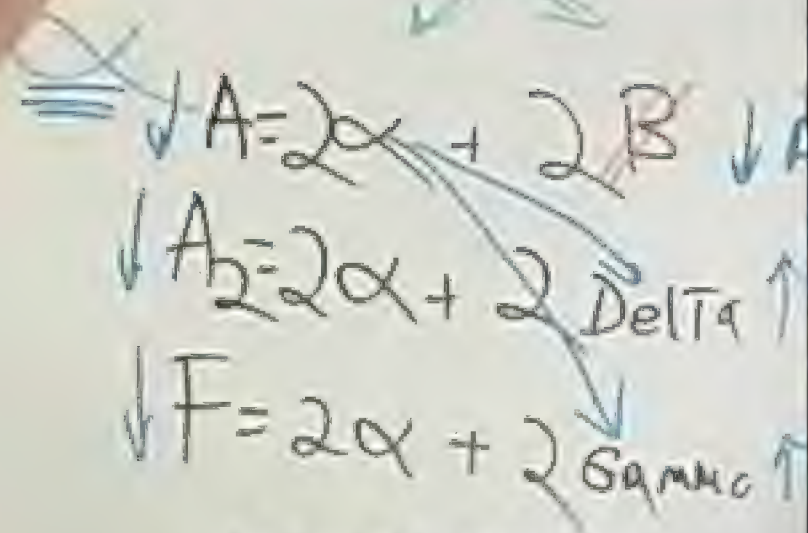 α ↓ A = 2α + 2B ↓ A
↓ A2 = 2α + 2 Delta ↑
↓ F = 2α + 2 Gamma ↑